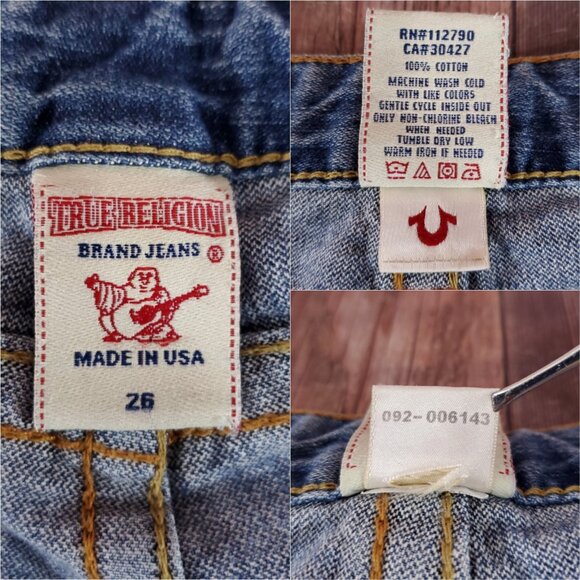 TRUE RELIGION
BRAND JEANS ®
MADE IN USA
26
RN#112790
CA#30427
100% COTTON
MACHINE WASH COLD
WITH LIKE COLORS
GENTLE CYCLE INSIDE OUT
ONLY NON-CHLORINE BLEACH
WHEN NEEDED
TUMBLE DRY LOW
WARM IRON IF NEEDED
092-006143